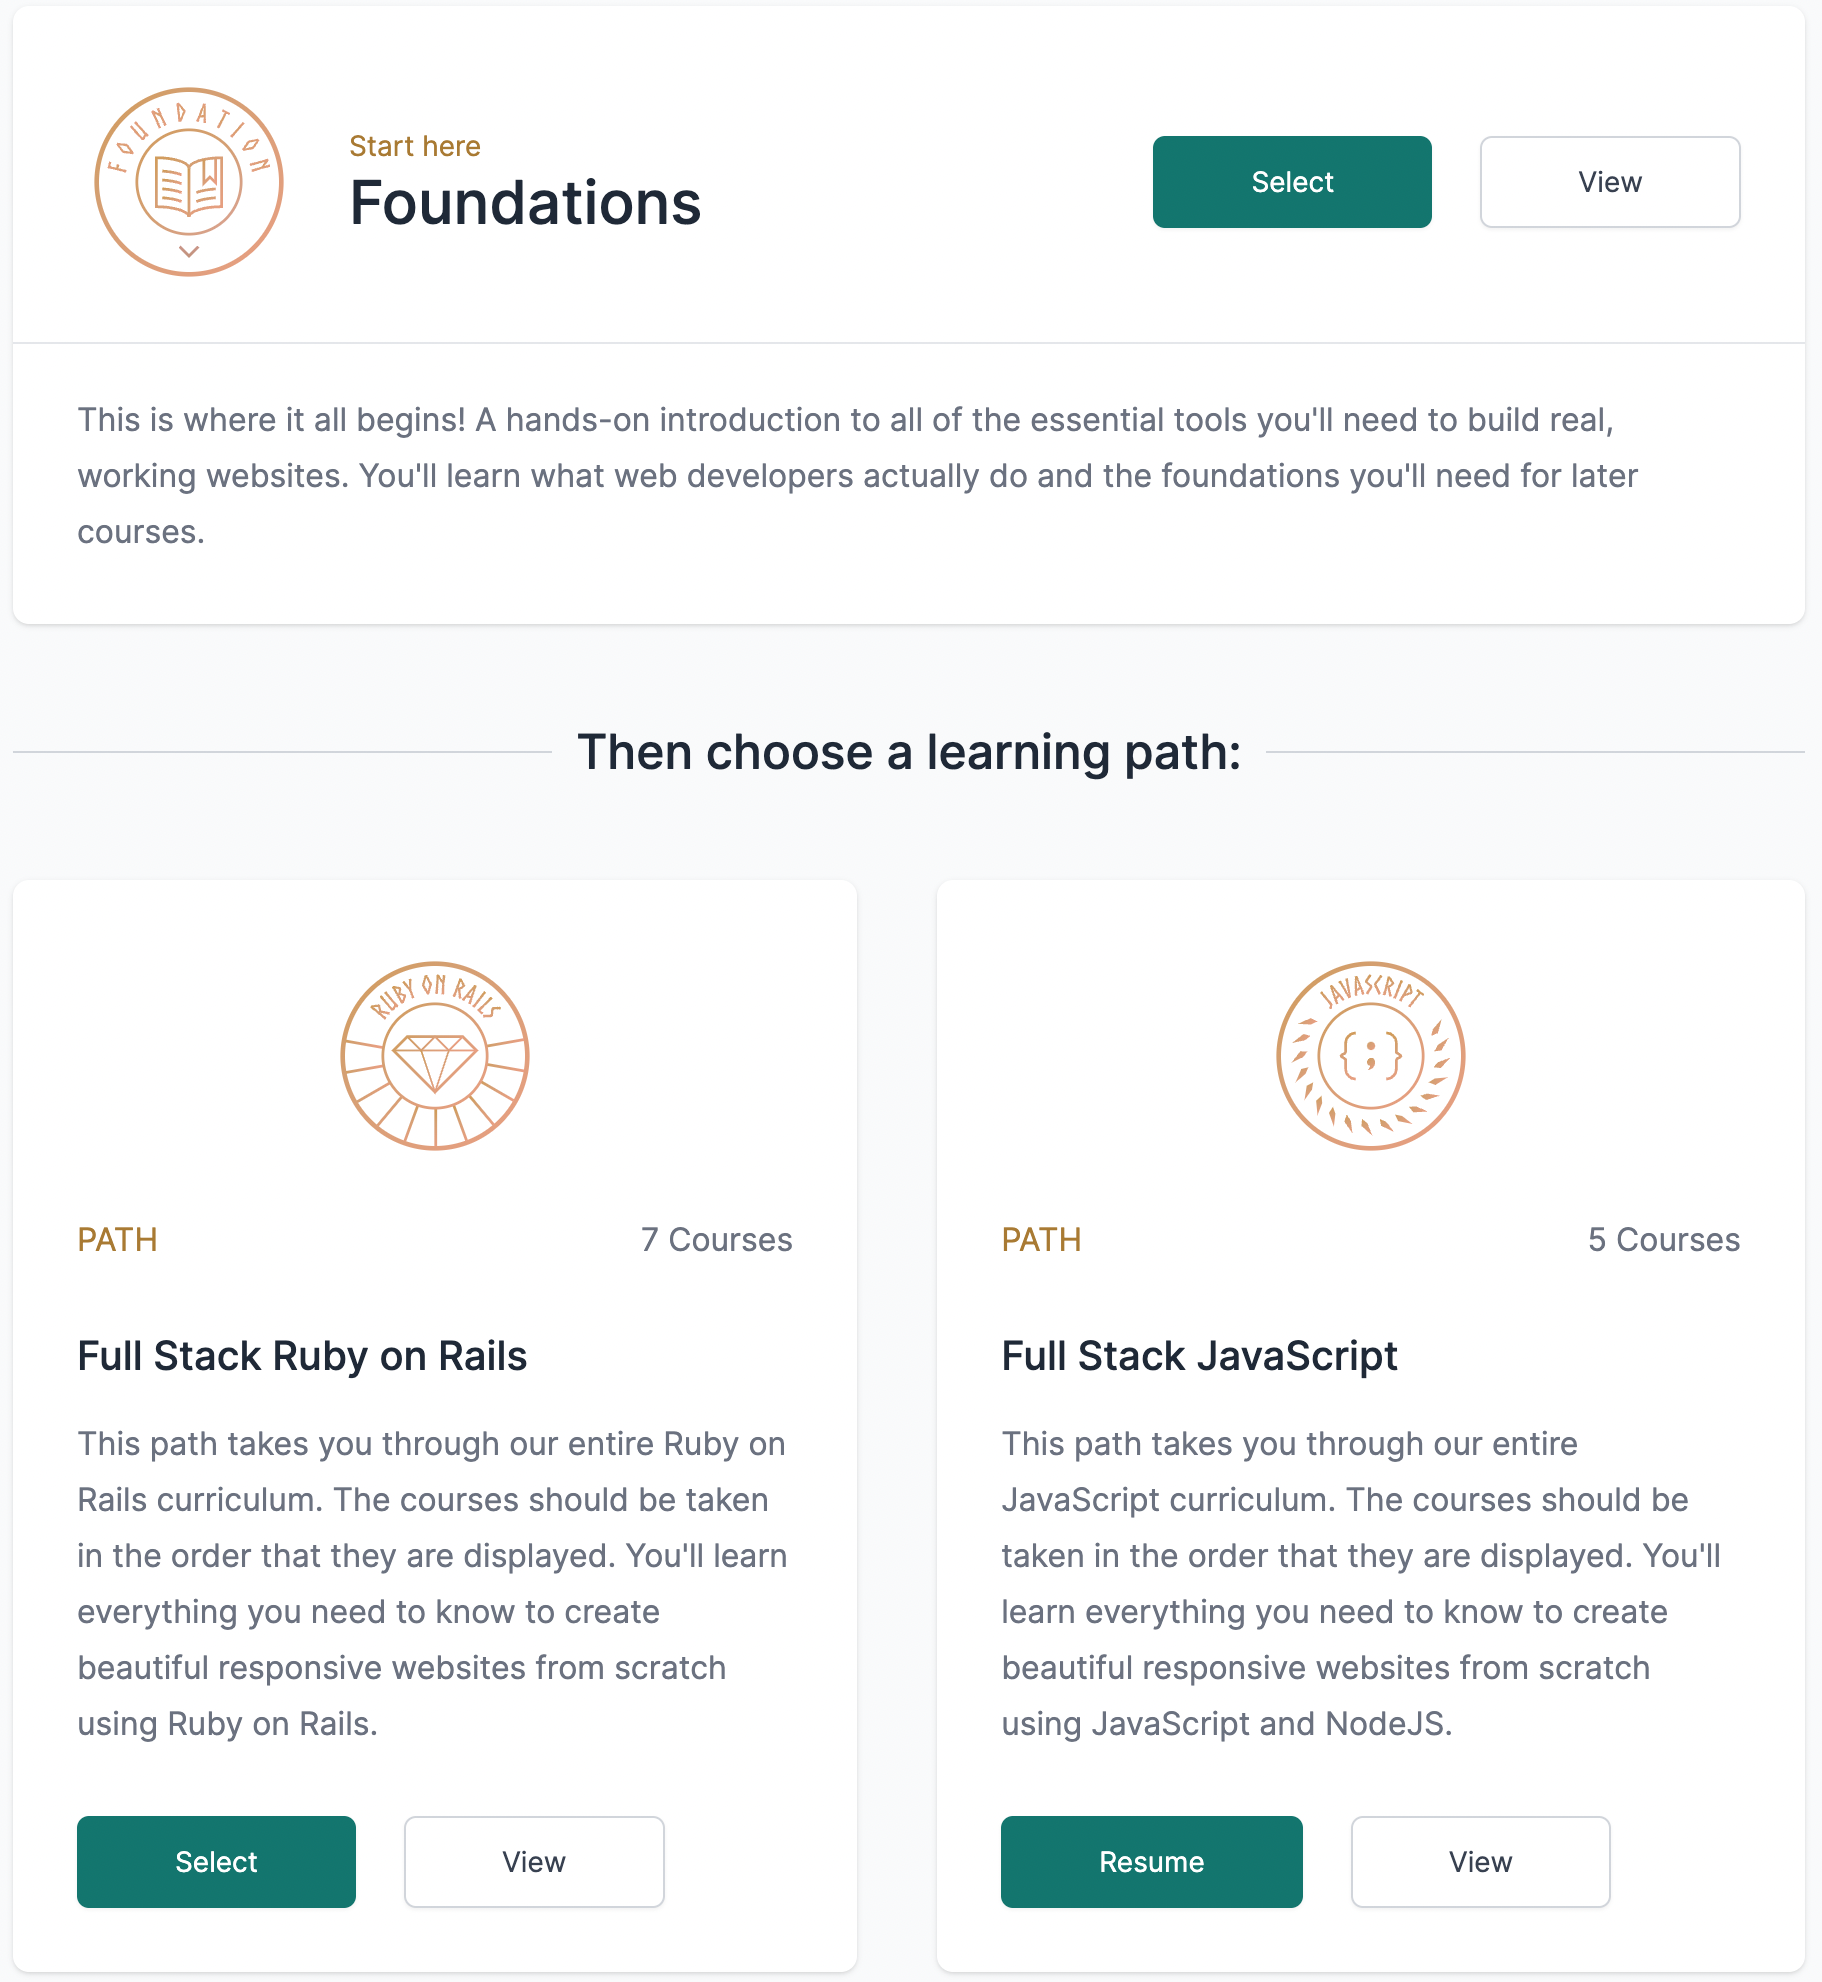 FOUNDATION
Start here
Foundations
Select
View
This is where it all begins! A hands-on introduction to all of the essential tools you'll need to build real,
working websites. You'll learn what web developers actually do and the foundations you'll need for later
courses.
Then choose a learning path:
RUBY ON RAILS
PATH
7 Courses
Full Stack Ruby on Rails
This path takes you through our entire Ruby on
Rails curriculum. The courses should be taken
in the order that they are displayed. You'll learn
everything you need to know to create
beautiful responsive websites from scratch
using Ruby on Rails.
Select
View
JAVASCRIPT
{;}
PATH
5 Courses
Full Stack JavaScript
This path takes you through our entire
JavaScript curriculum. The courses should be
taken in the order that they are displayed. You'll
learn everything you need to know to create
beautiful responsive websites from scratch
using JavaScript and NodeJS.
Resume
View